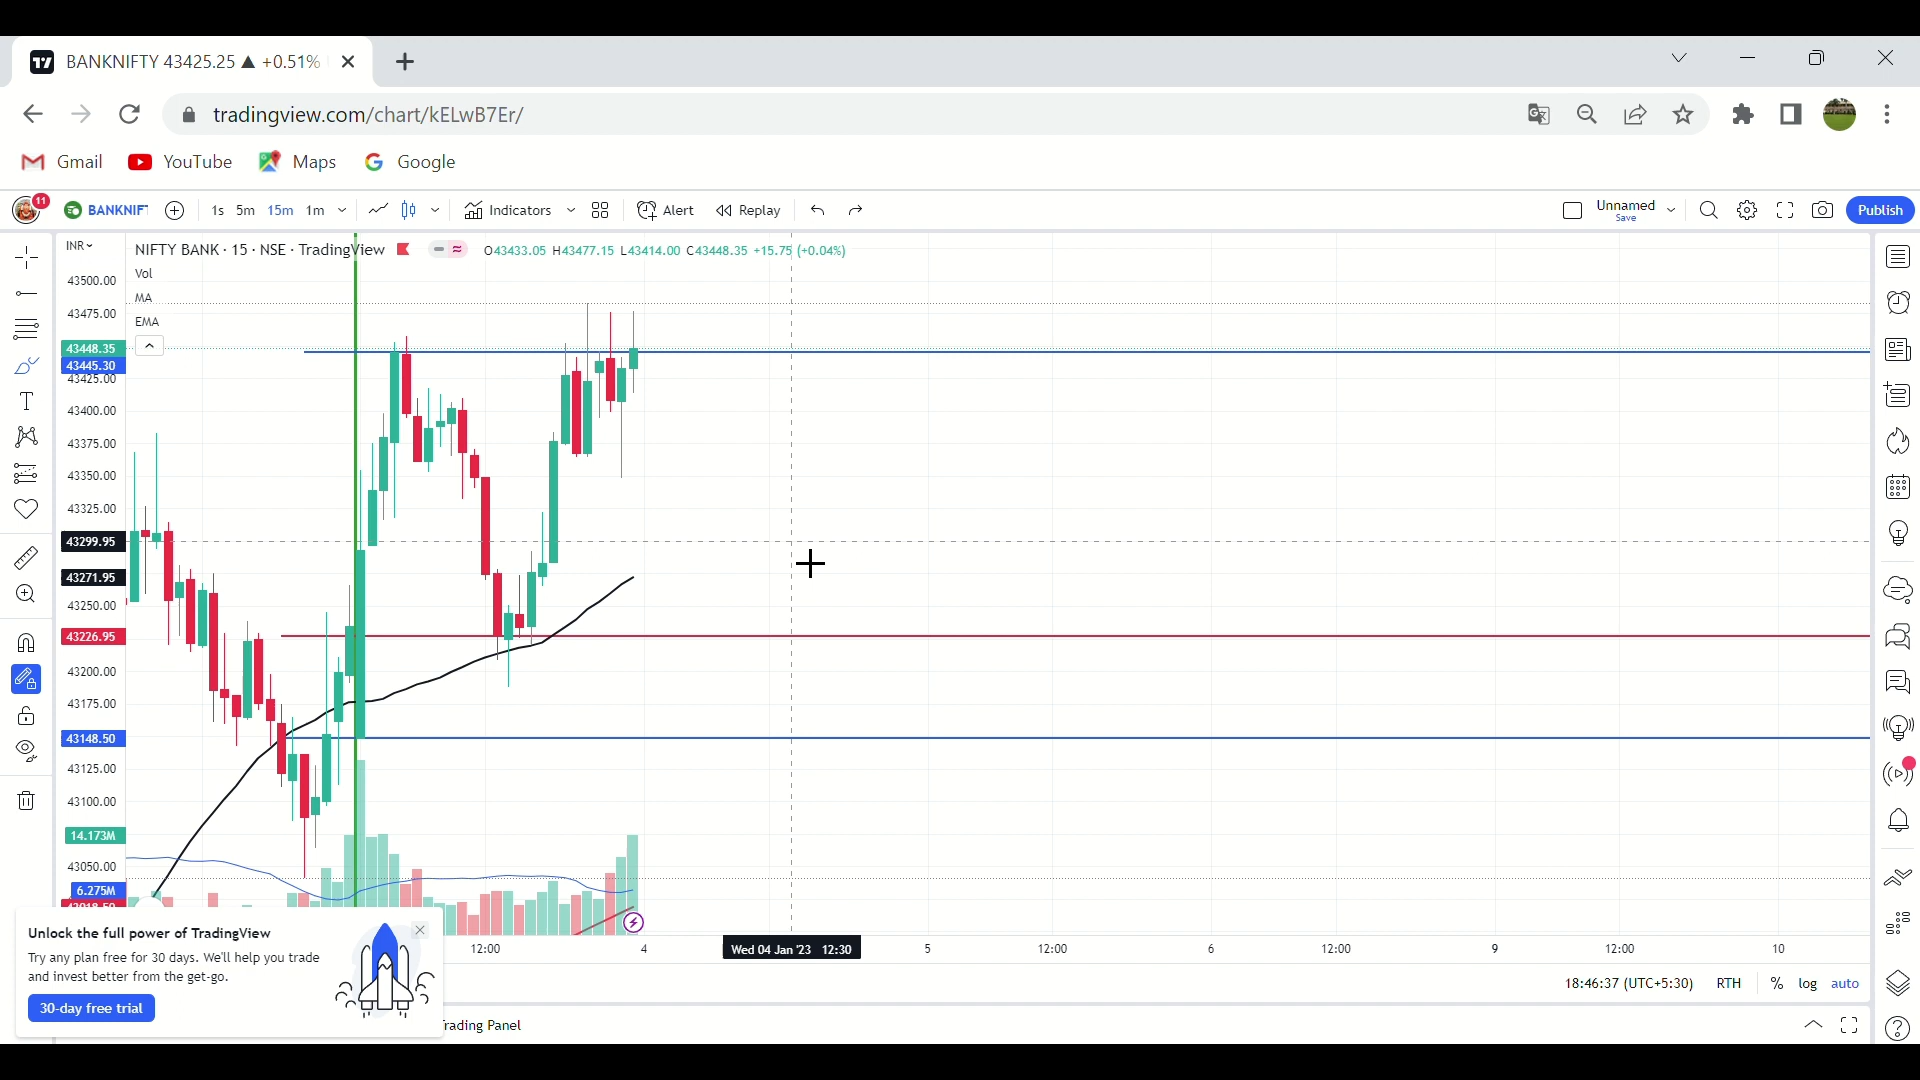 BANKNIFTY 43425.25 ▲ +0.51%
tradingview.com/chart/kELwB7Er/
Gmail YouTube Maps Google
11 BANKNIF 1s 5m 15m 1m Indicators Alert Replay Unnamed Save Publish
INR NIFTY BANK · 15 · NSE · TradingView O43433.05 H43477.15 L43414.00 C43448.35 +15.75 (+0.04%)
Vol
43500.00
MA
43475.00
EMA
43448.35
43445.30
43425.00
43400.00
43375.00
43350.00
43325.00
43299.95
43271.95
43250.00
43226.95
43200.00
43175.00
43148.50
43125.00
43100.00
14.173M
43050.00
6.275M
Unlock the full power of TradingView
Try any plan free for 30 days. We'll help you trade
and invest better from the get-go.
30-day free trial
12:00 4 Wed 04 Jan '23 12:30 5 12:00 6 12:00 9 12:00 10
18:46:37 (UTC+5:30) RTH % log auto
rading Panel